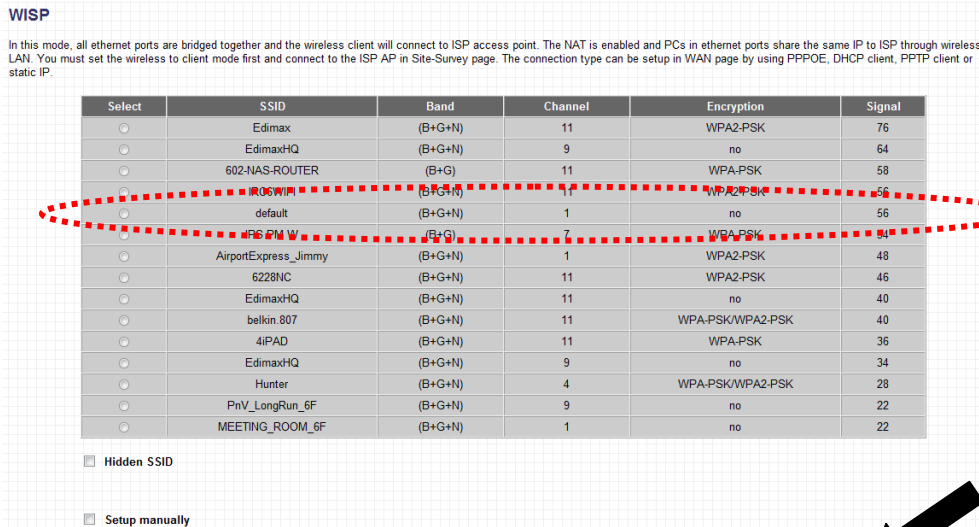 WISP
In this mode, all ethernet ports are bridged together and the wireless client will connect to ISP access point. The NAT is enabled and PCs in ethernet ports share the same IP to ISP through wireless
LAN. You must set the wireless to client mode first and connect to the ISP AP in Site-Survey page. The connection type can be setup in WAN page by using PPPOE, DHCP client, PPTP client or
static IP.
Select SSID Band Channel Encryption Signal
Edimax (B+G+N) 11 WPA2-PSK 76
EdimaxHQ (B+G+N) 9 no 64
602-NAS-ROUTER (B+G) 11 WPA-PSK 58
(B+G+N) 11 WPA2-PSK 56
default (B+G+N) 1 no 56
(B+G) 7 WPA-PSK 54
AirportExpress_Jimmy (B+G+N) 1 WPA2-PSK 48
6228NC (B+G+N) 11 WPA2-PSK 46
EdimaxHQ (B+G+N) 11 no 40
belkin.807 (B+G+N) 11 WPA-PSK/WPA2-PSK 40
4iPAD (B+G+N) 11 WPA-PSK 36
EdimaxHQ (B+G+N) 9 no 34
Hunter (B+G+N) 4 WPA-PSK/WPA2-PSK 28
PnV_LongRun_6F (B+G+N) 9 no 22
MEETING_ROOM_6F (B+G+N) 1 no 22
Hidden SSID
Setup manually